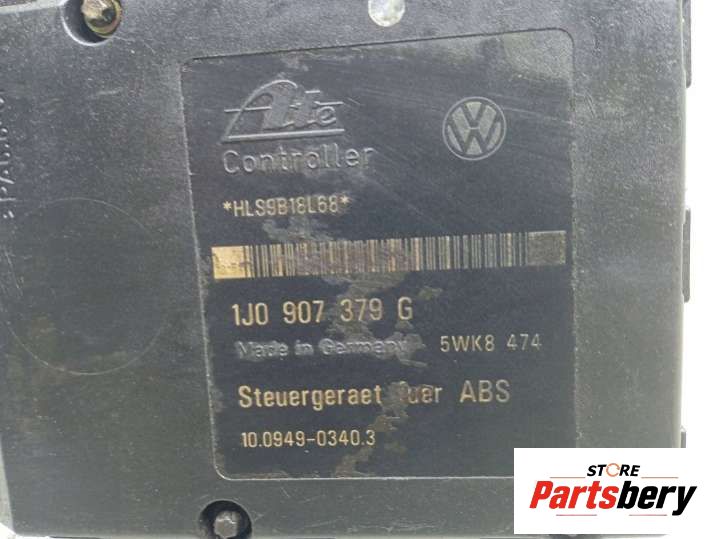 Ate
Controller
*HLS9B18L68*
1J0 907 379 G
Made in Germany 5WK8 474
Steuergeraet fuer ABS
10.0949-0340.3
STORE
Partsbery